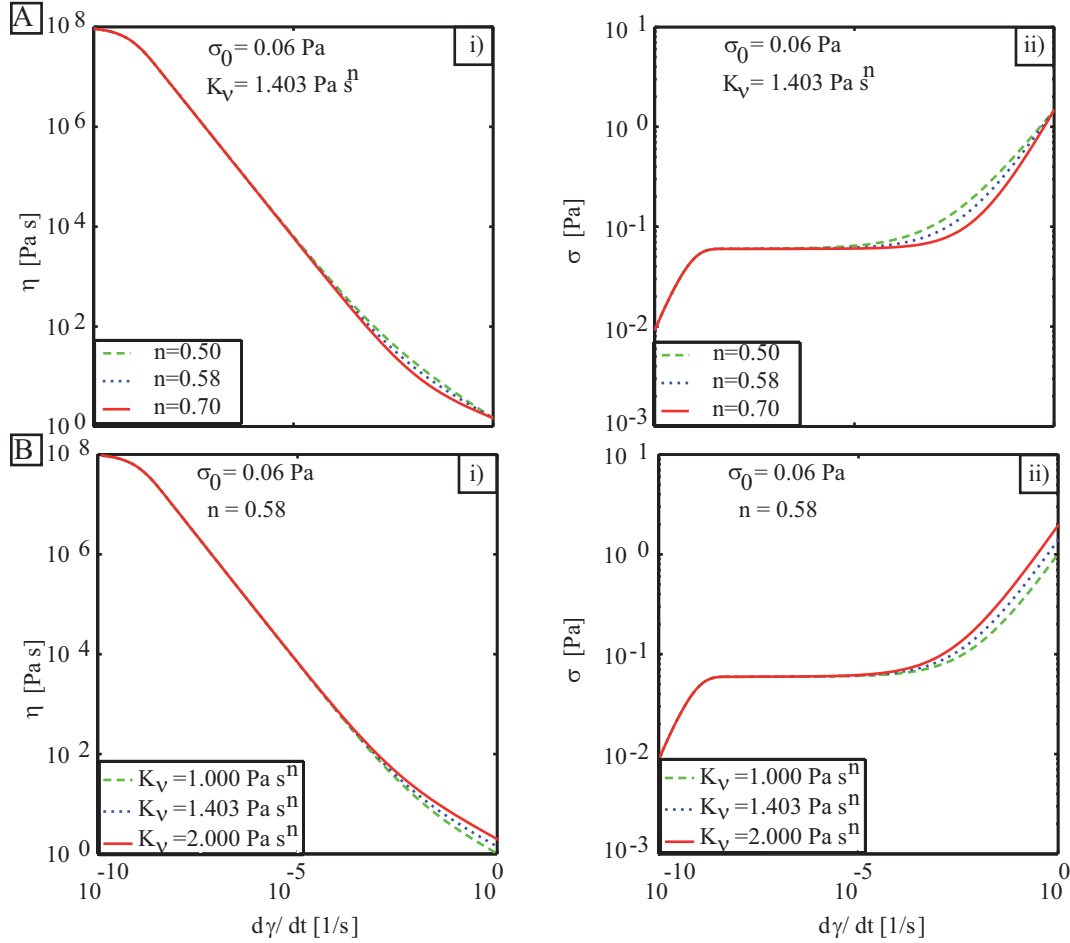 A
i)
σ0 = 0.06 Pa
Kν = 1.403 Pa s^n
10^8
10^6
10^4
10^2
10^0
η [Pa s]
n=0.50
n=0.58
n=0.70
ii)
σ0 = 0.06 Pa
Kν = 1.403 Pa s^n
10^1
10^0
10^-1
10^-2
10^-3
σ [Pa]
n=0.50
n=0.58
n=0.70
B
i)
σ0 = 0.06 Pa
n = 0.58
10^8
10^6
10^4
10^2
10^0
η [Pa s]
Kν =1.000 Pa s^n
Kν =1.403 Pa s^n
Kν =2.000 Pa s^n
10^-10 10^-5 10^0
dγ/ dt [1/s]
ii)
σ0 = 0.06 Pa
n = 0.58
10^1
10^0
10^-1
10^-2
10^-3
σ [Pa]
Kν =1.000 Pa s^n
Kν =1.403 Pa s^n
Kν =2.000 Pa s^n
10^-10 10^-5 10^0
dγ/ dt [1/s]